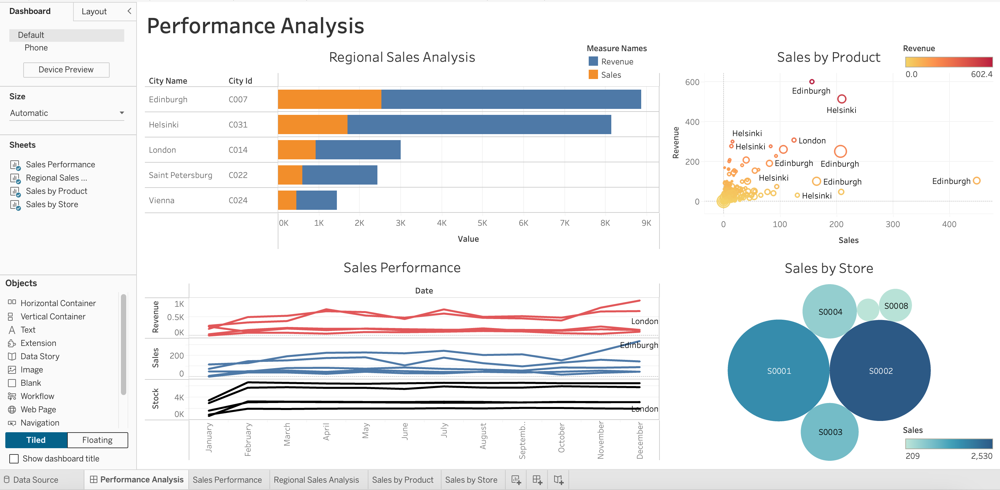 Dashboard
Layout
Default
Phone
Device Preview
Size
Automatic
Sheets
Sales Performance
Regional Sales ...
Sales by Product
Sales by Store
Objects
Horizontal Container
Vertical Container
Text
Extension
Data Story
Image
Blank
Workflow
Web Page
Navigation
Tiled
Floating
Show dashboard title
Performance Analysis
Regional Sales Analysis
Measure Names
Revenue
Sales
City Name City Id
Edinburgh C007
Helsinki C031
London C014
Saint Petersburg C022
Vienna C024
0K 1K 2K 3K 4K 5K 6K 7K 8K 9K
Value
Sales by Product
Revenue
0.0 602.4
Revenue
600
400
200
0
Edinburgh
Helsinki
Helsinki
London
Helsinki
Edinburgh
Edinburgh
Helsinki
Edinburgh
Edinburgh
Helsinki
0 100 200 300 400
Sales
Sales Performance
Date
Revenue
1K
0.5K
0K
London
Sales
200
0
Edinburgh
Stock
4K
0K
London
January
February
March
April
May
June
July
August
Septemb..
October
November
December
Sales by Store
S0004
S0008
S0001
S0002
S0003
Sales
209 2,530
Data Source
Performance Analysis
Sales Performance
Regional Sales Analysis
Sales by Product
Sales by Store